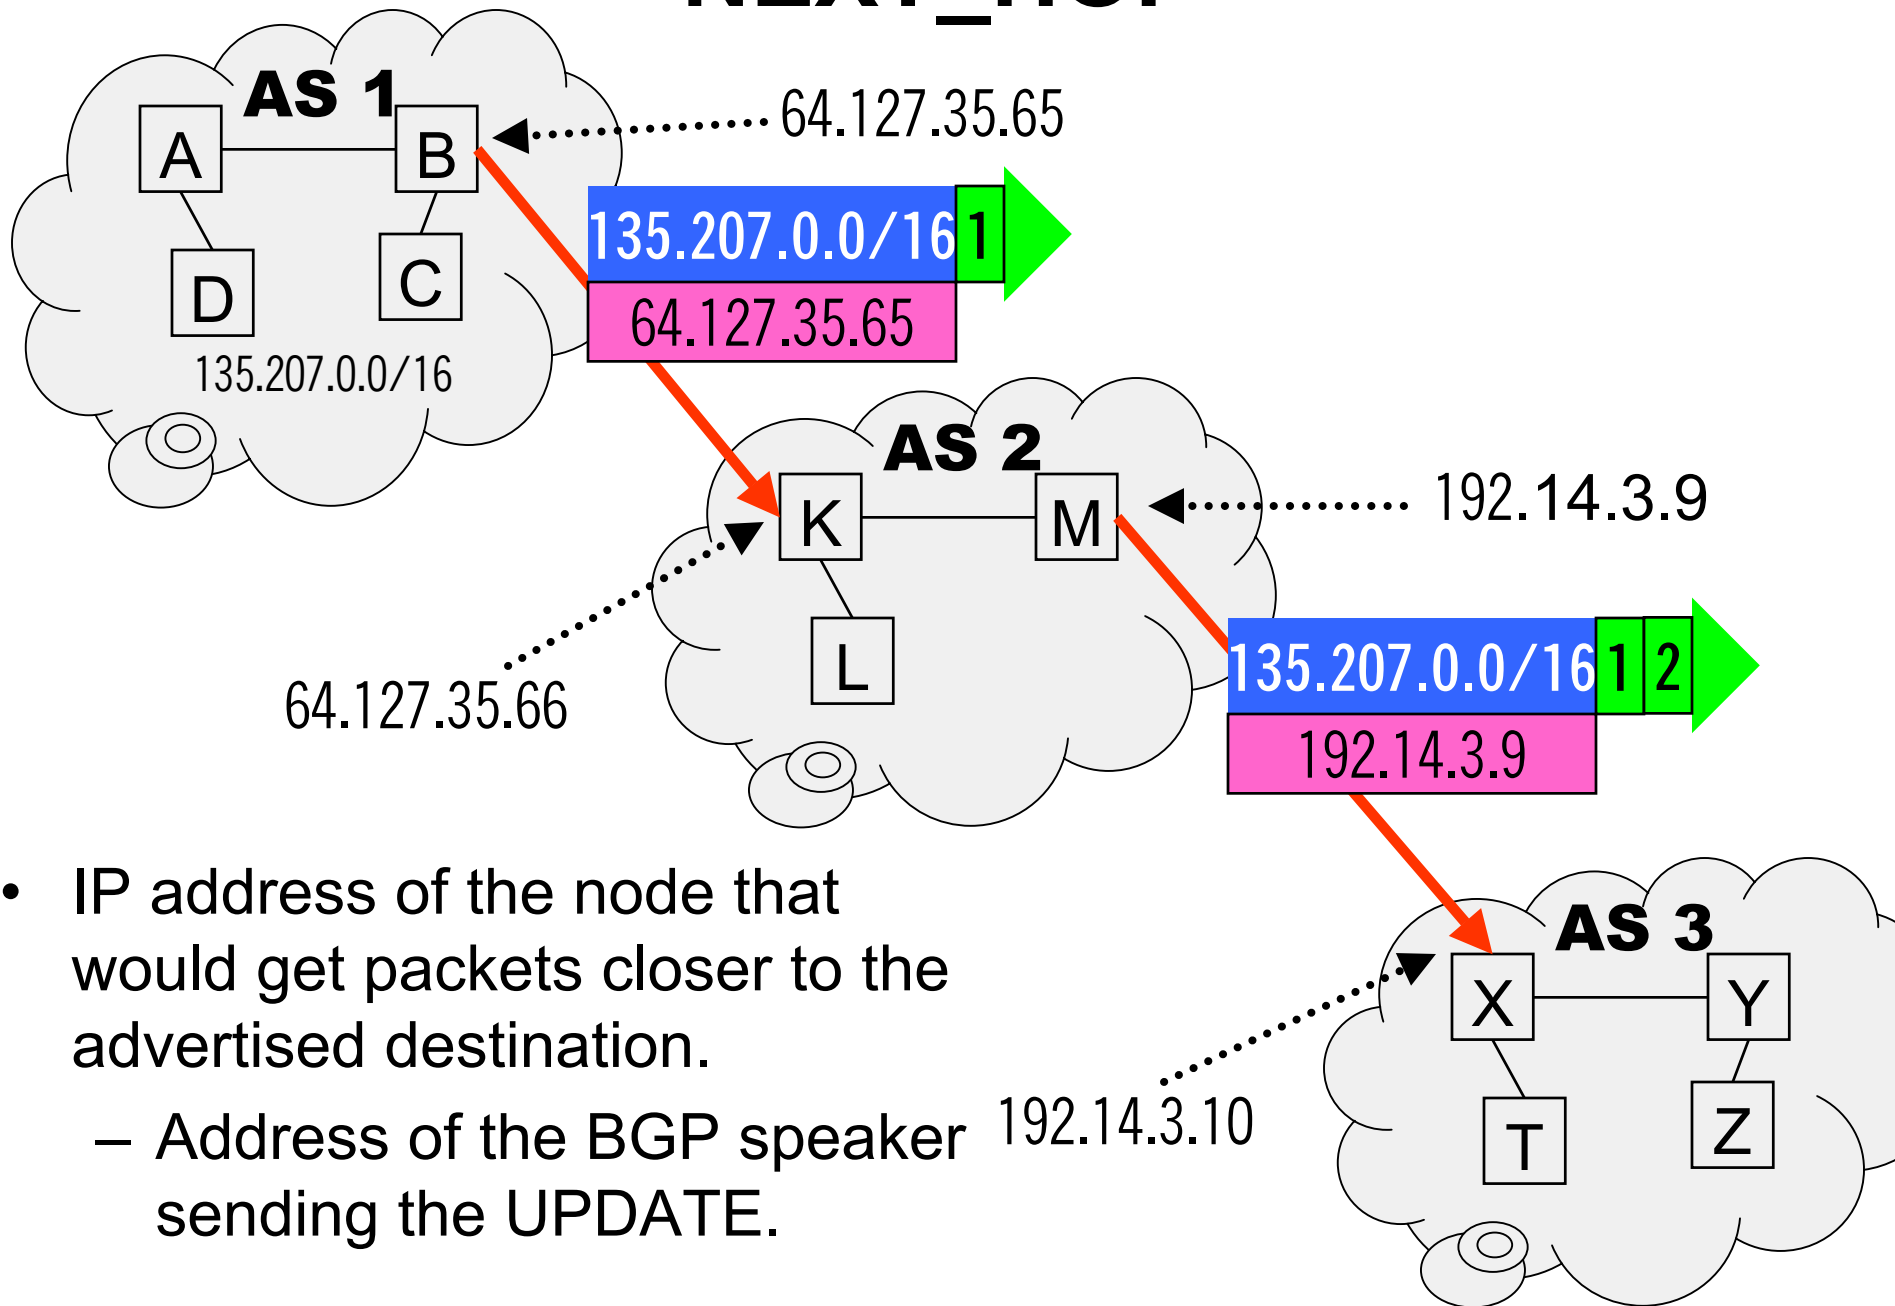 AS 1
64.127.35.65
A
B
135.207.0.0/16 1
D
C
64.127.35.65
135.207.0.0/16
AS 2
192.14.3.9
K
M
L
135.207.0.0/16 1 2
64.127.35.66
192.14.3.9
• IP address of the node that
would get packets closer to the
advertised destination.
– Address of the BGP speaker
sending the UPDATE.
AS 3
X
Y
192.14.3.10
T
Z